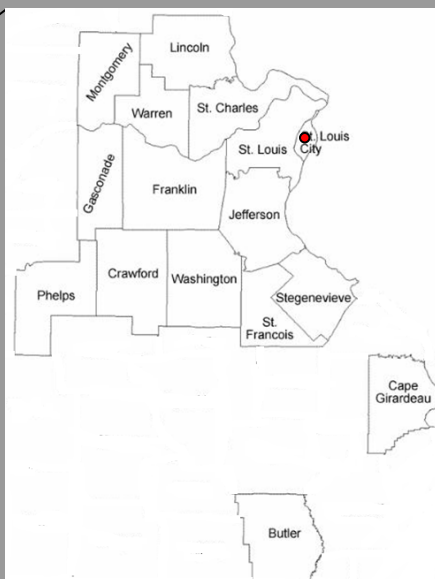 Lincoln
Montgomery
St. Charles
Warren
St. Louis
t. Louis
City
Gasconade
Franklin
Jefferson
Crawford
Washington
Phelps
Stegenevieve
St.
Francois
Cape
Girardeau
Butler